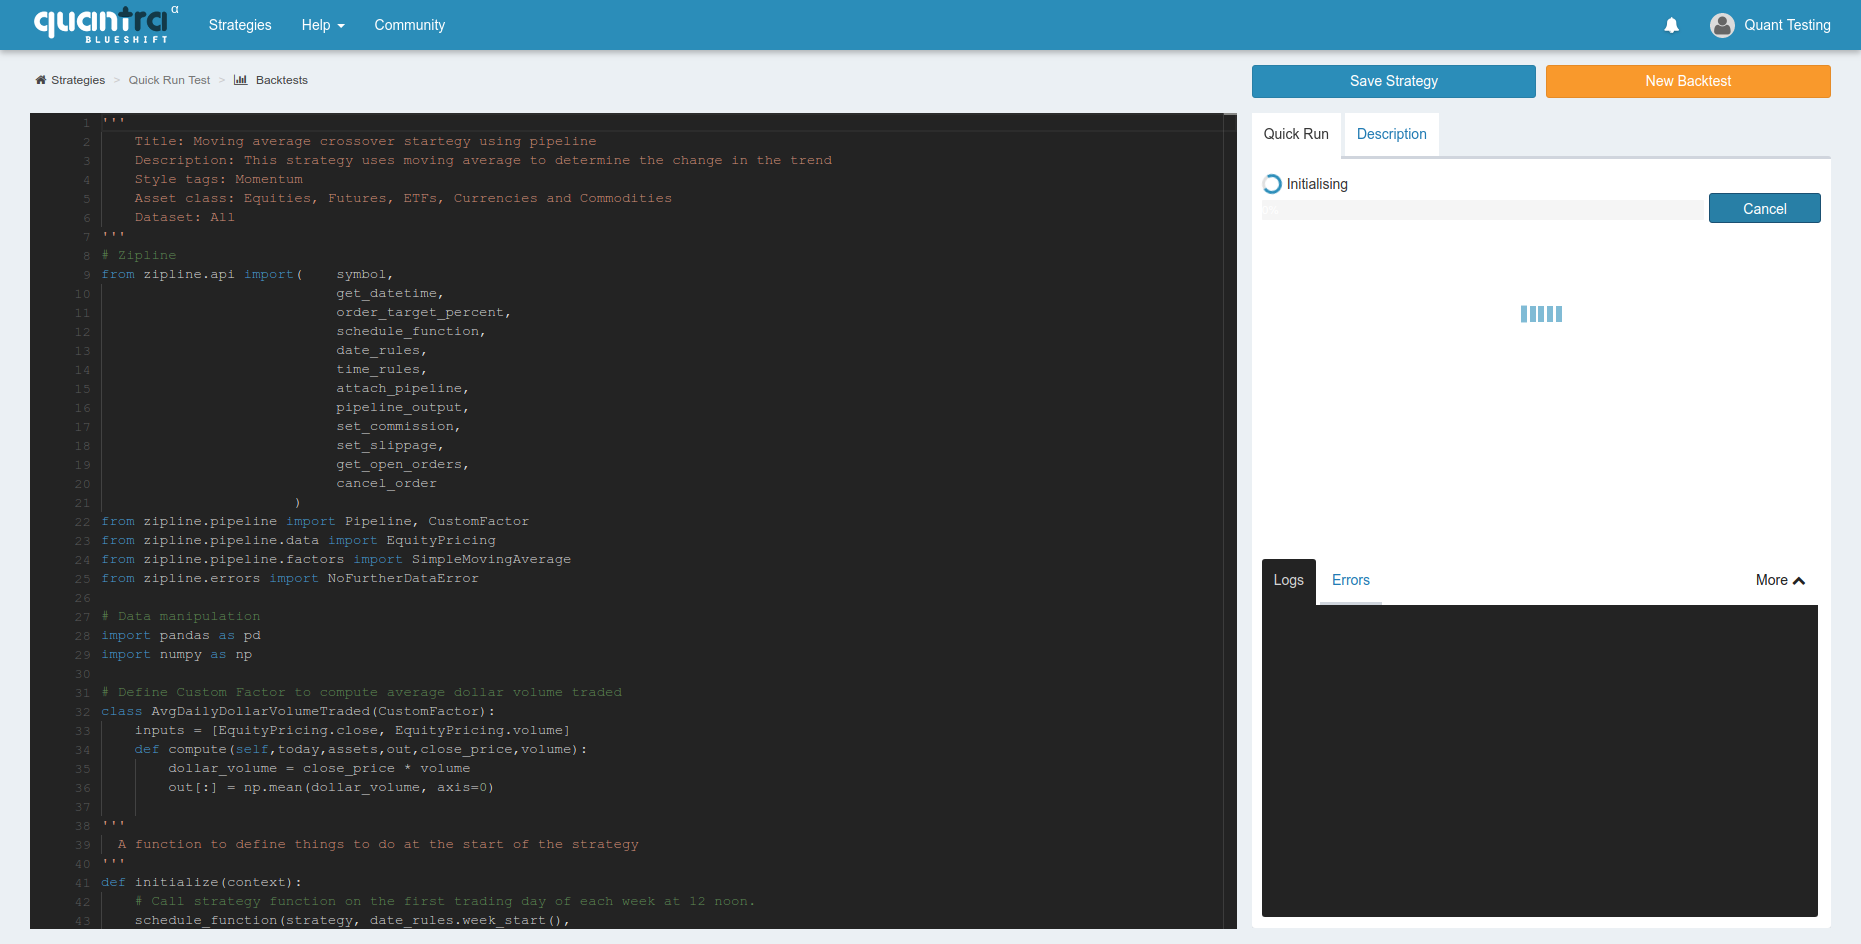 quantra α
BLUESHIFT
Strategies Help Community
Quant Testing
Strategies > Quick Run Test > Backtests
Save Strategy New Backtest
1 '''
2 Title: Moving average crossover startegy using pipeline
3 Description: This strategy uses moving average to determine the change in the trend
4 Style tags: Momentum
5 Asset class: Equities, Futures, ETFs, Currencies and Commodities
6 Dataset: All
7 '''
8 # Zipline
9 from zipline.api import( symbol,
10 get_datetime,
11 order_target_percent,
12 schedule_function,
13 date_rules,
14 time_rules,
15 attach_pipeline,
16 pipeline_output,
17 set_commission,
18 set_slippage,
19 get_open_orders,
20 cancel_order
21 )
22 from zipline.pipeline import Pipeline, CustomFactor
23 from zipline.pipeline.data import EquityPricing
24 from zipline.pipeline.factors import SimpleMovingAverage
25 from zipline.errors import NoFurtherDataError
26
27 # Data manipulation
28 import pandas as pd
29 import numpy as np
30
31 # Define Custom Factor to compute average dollar volume traded
32 class AvgDailyDollarVolumeTraded(CustomFactor):
33 inputs = [EquityPricing.close, EquityPricing.volume]
34 def compute(self,today,assets,out,close_price,volume):
35 dollar_volume = close_price * volume
36 out[:] = np.mean(dollar_volume, axis=0)
37
38 '''
39 A function to define things to do at the start of the strategy
40 '''
41 def initialize(context):
42 # Call strategy function on the first trading day of each week at 12 noon.
43 schedule_function(strategy, date_rules.week_start(),
Quick Run Description
Initialising
Cancel
Logs Errors More